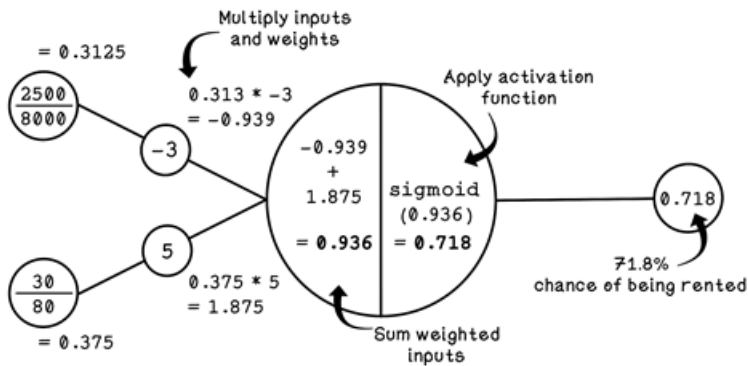 Multiply inputs
and weights
= 0.3125
2500
8000
0.313 * -3
= -0.939
-3
Apply activation
function
-0.939
+
1.875
= 0.936
sigmoid
(0.936)
= 0.718
0.718
71.8%
chance of being rented
5
0.375 * 5
= 1.875
30
80
= 0.375
Sum weighted
inputs